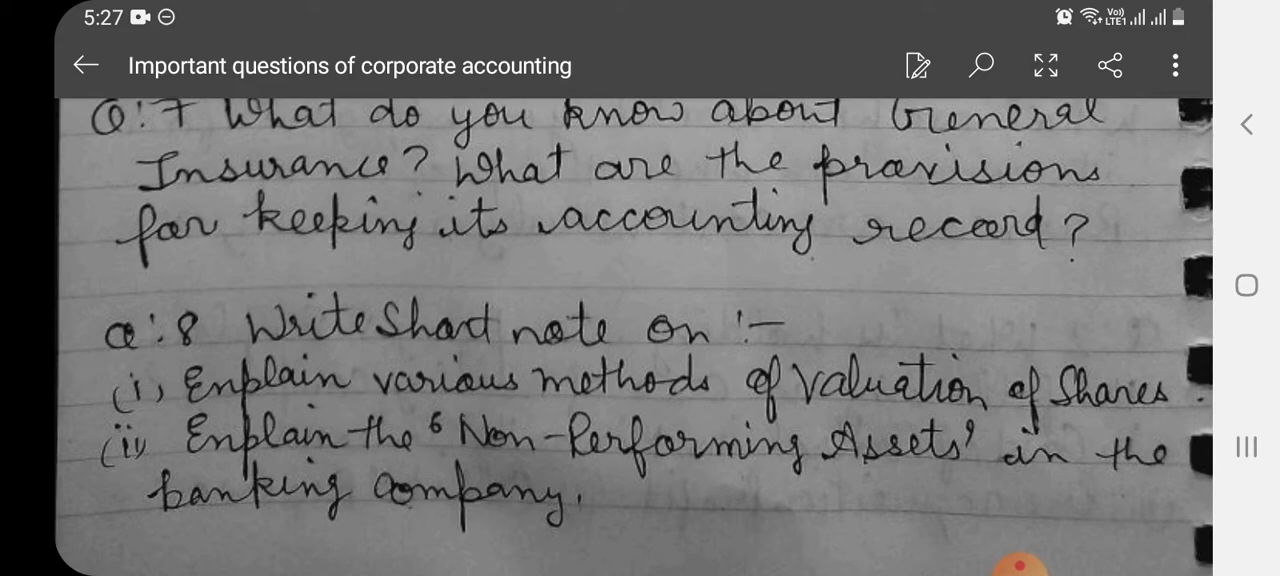 5:27
Vo)) LTE1
Important questions of corporate accounting
Q:7 What do you know about General
Insurance? What are the provisions
for keeping its accounting record?
Q:8 Write Short note on :-
(i) Explain various methods of Valuation of Shares.
(ii) Explain the 'Non-Performing Assets' in the
banking company.